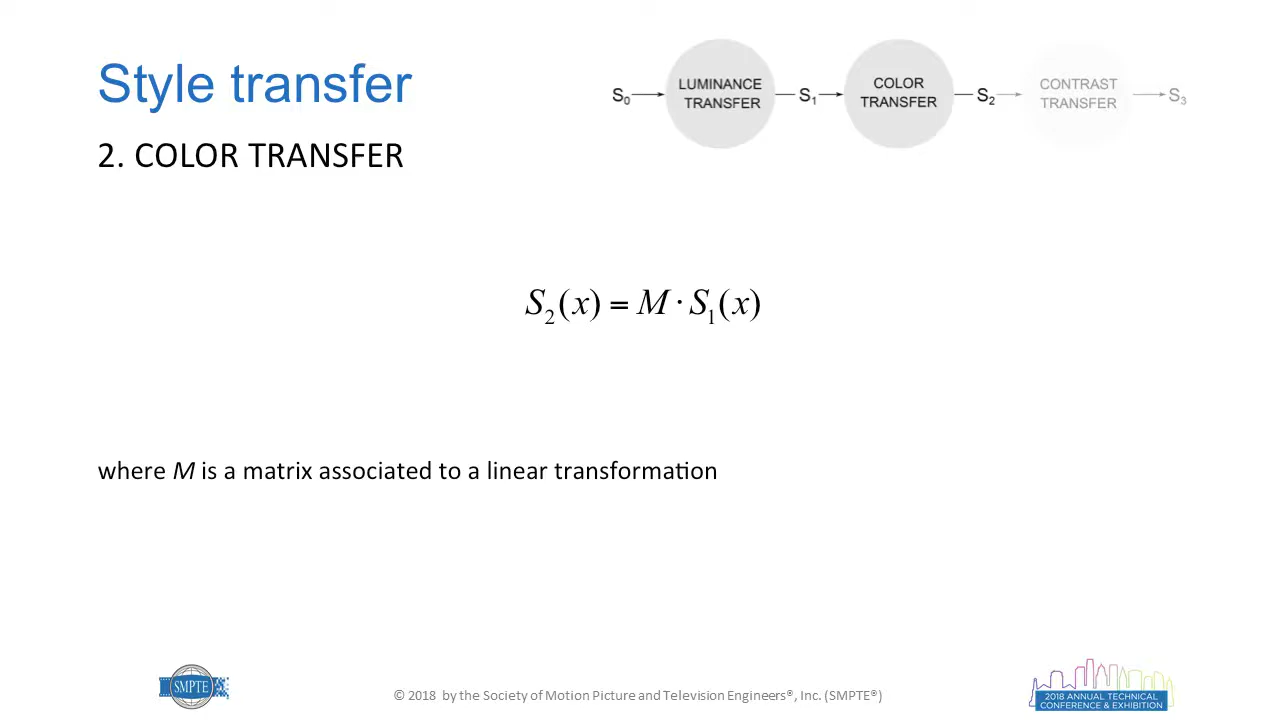 Style transfer
2. COLOR TRANSFER
S0 LUMINANCE TRANSFER S1 COLOR TRANSFER S2 CONTRAST TRANSFER S3
S2(x) = M · S1(x)
where M is a matrix associated to a linear transformation
SMPTE
© 2018 by the Society of Motion Picture and Television Engineers®, Inc. (SMPTE®)
2018 ANNUAL TECHNICAL
CONFERENCE & EXHIBITION